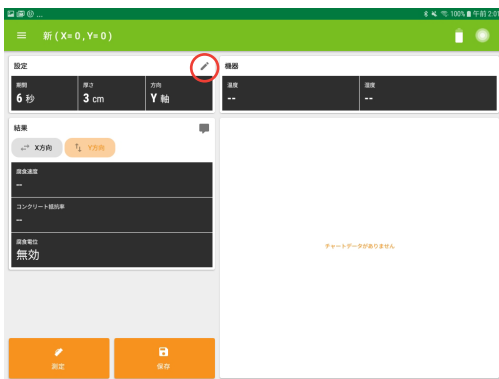 100% 午前 2:01
新 ( X= 0 , Y= 0 )
設定
期間
6 秒
厚さ
3 cm
方向
Y 軸
機器
温度
--
湿度
--
結果
X方向
Y方向
腐食速度
--
コンクリート抵抗率
--
腐食電位
無効
チャートデータがありません
測定
保存